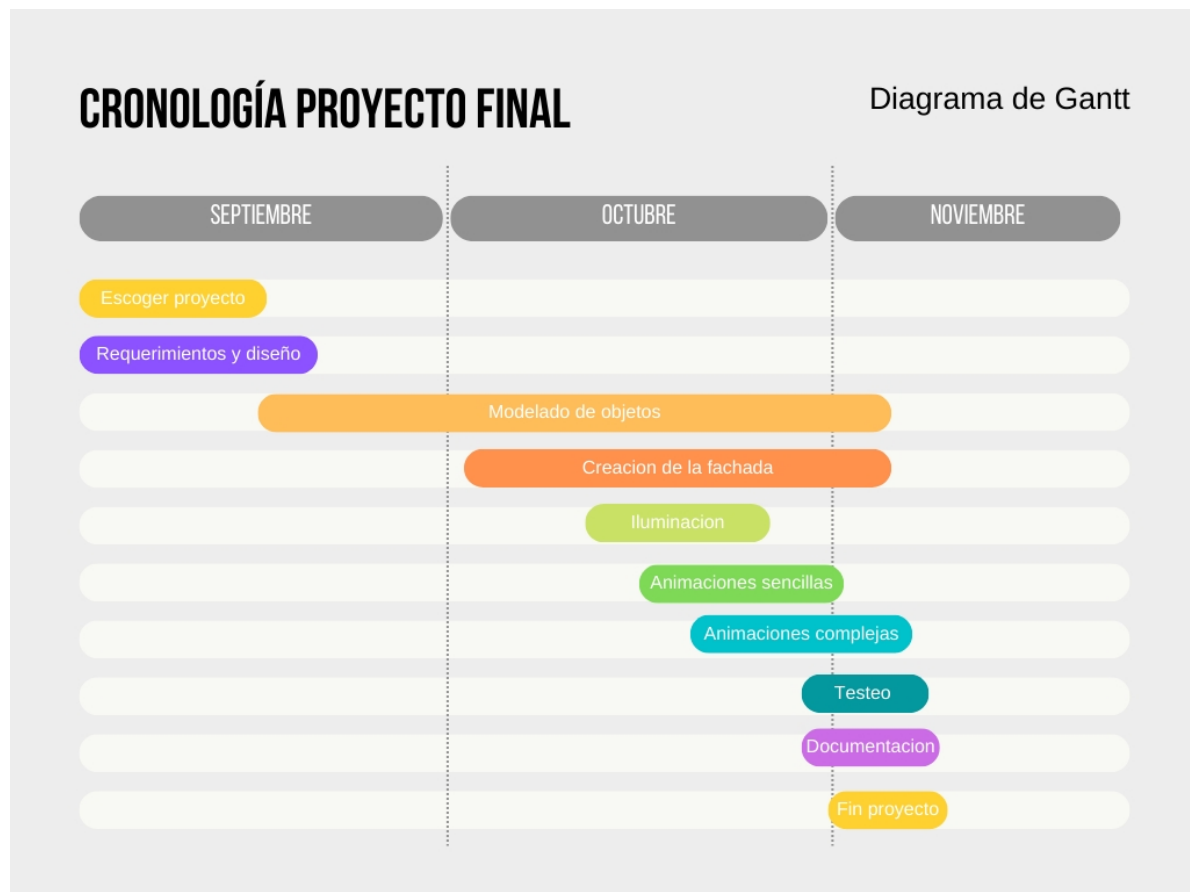 CRONOLOGÍA PROYECTO FINAL
Diagrama de Gantt
SEPTIEMBRE
OCTUBRE
NOVIEMBRE
Escoger proyecto
Requerimientos y diseño
Modelado de objetos
Creacion de la fachada
Iluminacion
Animaciones sencillas
Animaciones complejas
Testeo
Documentacion
Fin proyecto